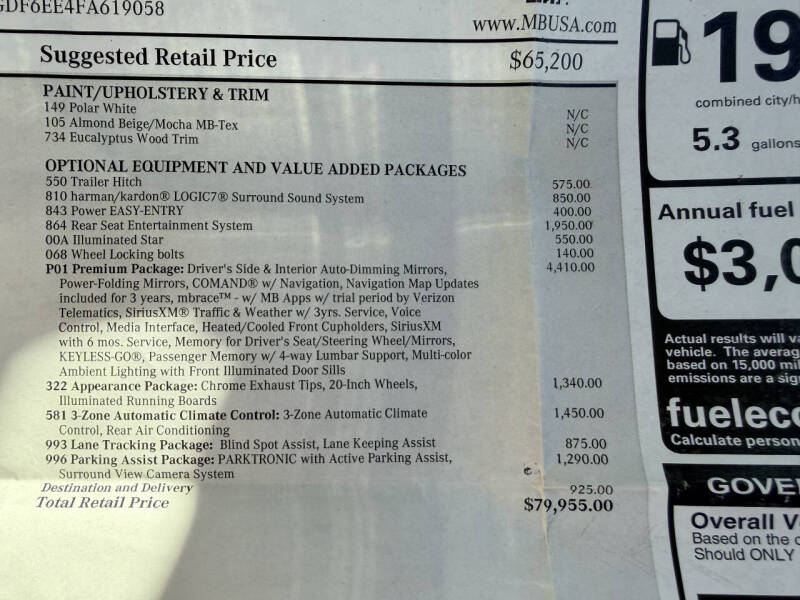 DF6EE4FA619058
www.MBUSA.com
Suggested Retail Price $65,200
PAINT/UPHOLSTERY & TRIM
149 Polar White N/C
105 Almond Beige/Mocha MB-Tex N/C
734 Eucalyptus Wood Trim N/C
OPTIONAL EQUIPMENT AND VALUE ADDED PACKAGES
550 Trailer Hitch 575.00
810 harman/kardon® LOGIC7® Surround Sound System 850.00
843 Power EASY-ENTRY 400.00
864 Rear Seat Entertainment System 1,950.00
00A Illuminated Star 550.00
068 Wheel Locking bolts 140.00
P01 Premium Package: Driver's Side & Interior Auto-Dimming Mirrors, 4,410.00
Power-Folding Mirrors, COMAND® w/ Navigation, Navigation Map Updates
included for 3 years, mbrace™ - w/ MB Apps w/ trial period by Verizon
Telematics, SiriusXM® Traffic & Weather w/ 3yrs. Service, Voice
Control, Media Interface, Heated/Cooled Front Cupholders, SiriusXM
with 6 mos. Service, Memory for Driver's Seat/Steering Wheel/Mirrors,
KEYLESS-GO®, Passenger Memory w/ 4-way Lumbar Support, Multi-color
Ambient Lighting with Front Illuminated Door Sills
322 Appearance Package: Chrome Exhaust Tips, 20-Inch Wheels, 1,340.00
Illuminated Running Boards
581 3-Zone Automatic Climate Control: 3-Zone Automatic Climate 1,450.00
Control, Rear Air Conditioning
993 Lane Tracking Package: Blind Spot Assist, Lane Keeping Assist 875.00
996 Parking Assist Package: PARKTRONIC with Active Parking Assist, 1,290.00
Surround View Camera System
Destination and Delivery 925.00
Total Retail Price $79,955.00
19
combined city/h
5.3 gallons
Annual fuel
$3,0
Actual results will va
vehicle. The averag
based on 15,000 mil
emissions are a sig
fueleco
Calculate person
GOVE
Overall V
Based on the c
Should ONLY